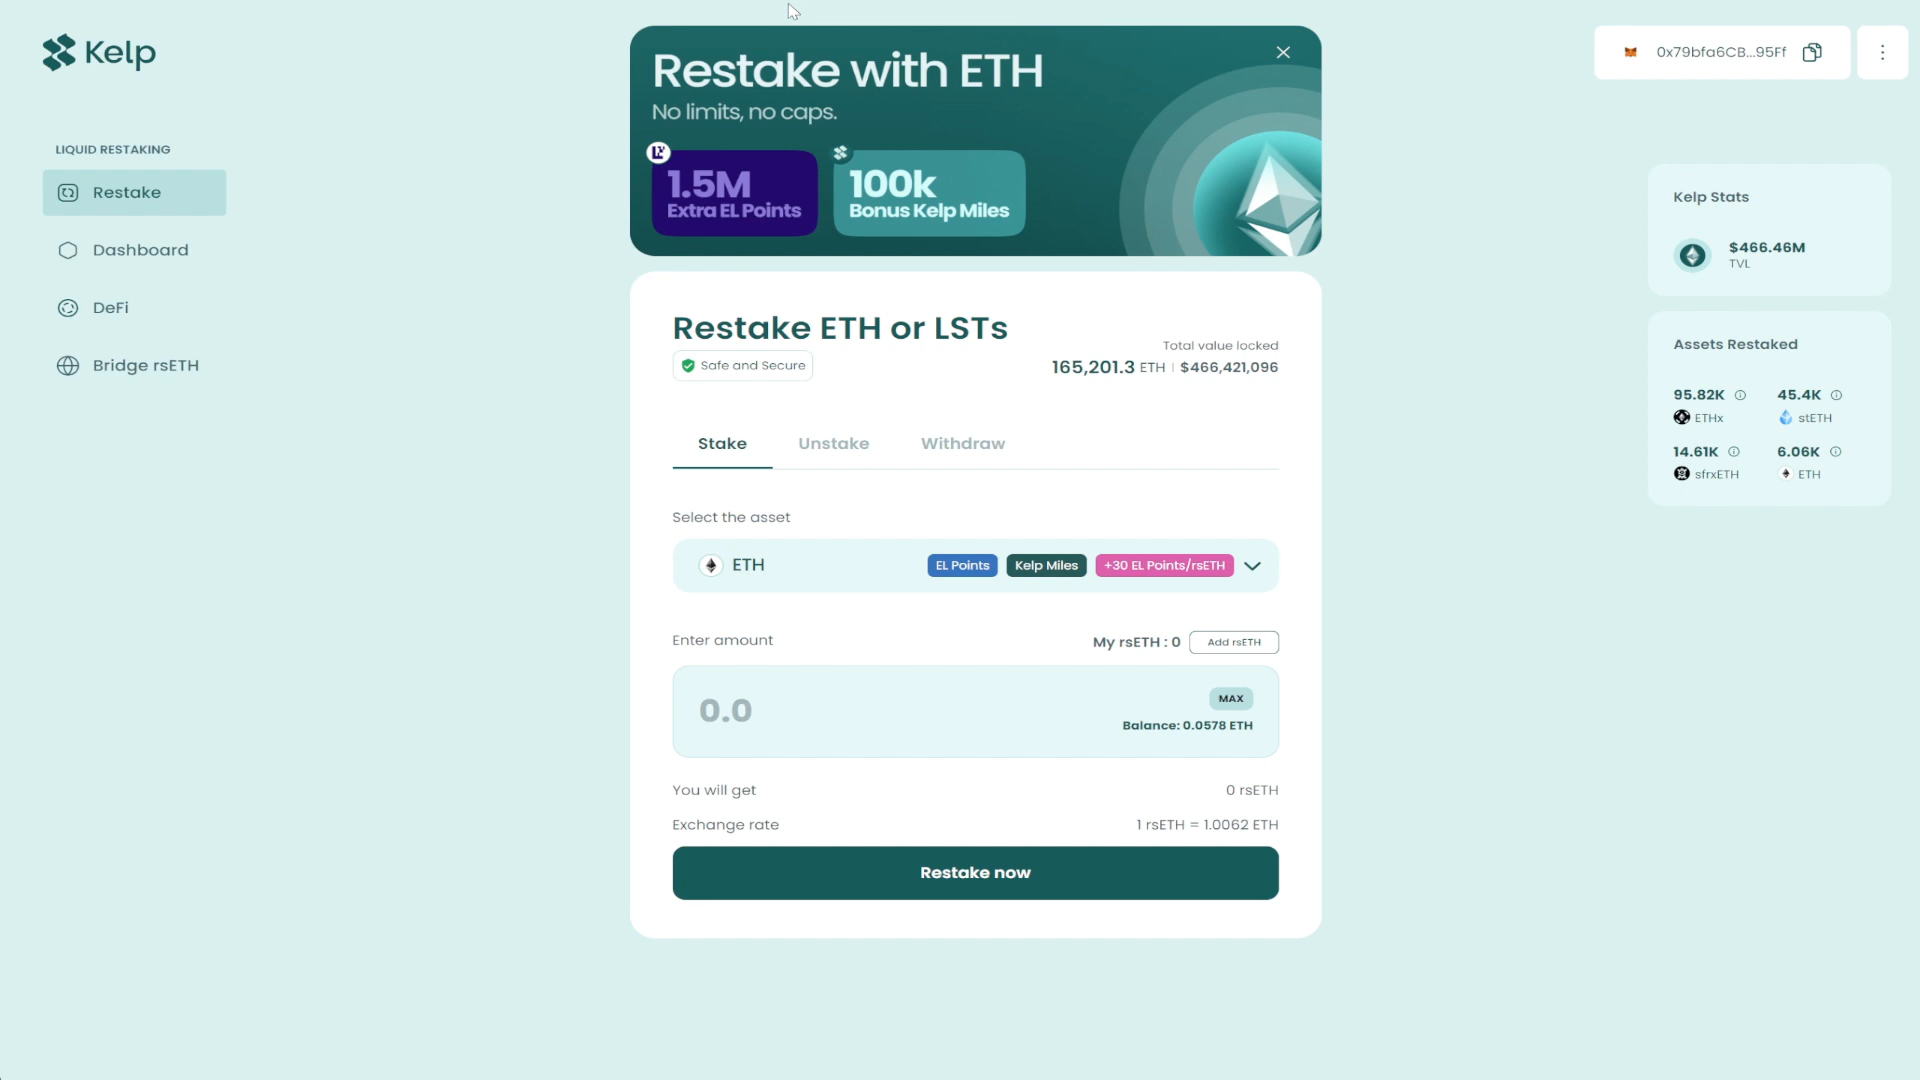 Kelp
LIQUID RESTAKING
Restake
Dashboard
DeFi
Bridge rsETH
Restake with ETH
No limits, no caps.
1.5M
Extra EL Points
100k
Bonus Kelp Miles
Restake ETH or LSTs
Safe and Secure
Total value locked
165,201.3 ETH | $466,421,096
Stake Unstake Withdraw
Select the asset
ETH EL Points Kelp Miles +30 EL Points/rsETH
Enter amount My rsETH : 0 Add rsETH
0.0
MAX
Balance: 0.0578 ETH
You will get 0 rsETH
Exchange rate 1 rsETH = 1.0062 ETH
Restake now
0x79bfa6CB...95Ff
Kelp Stats
$466.46M
TVL
Assets Restaked
95.82K 45.4K
ETHx stETH
14.61K 6.06K
sfrxETH ETH